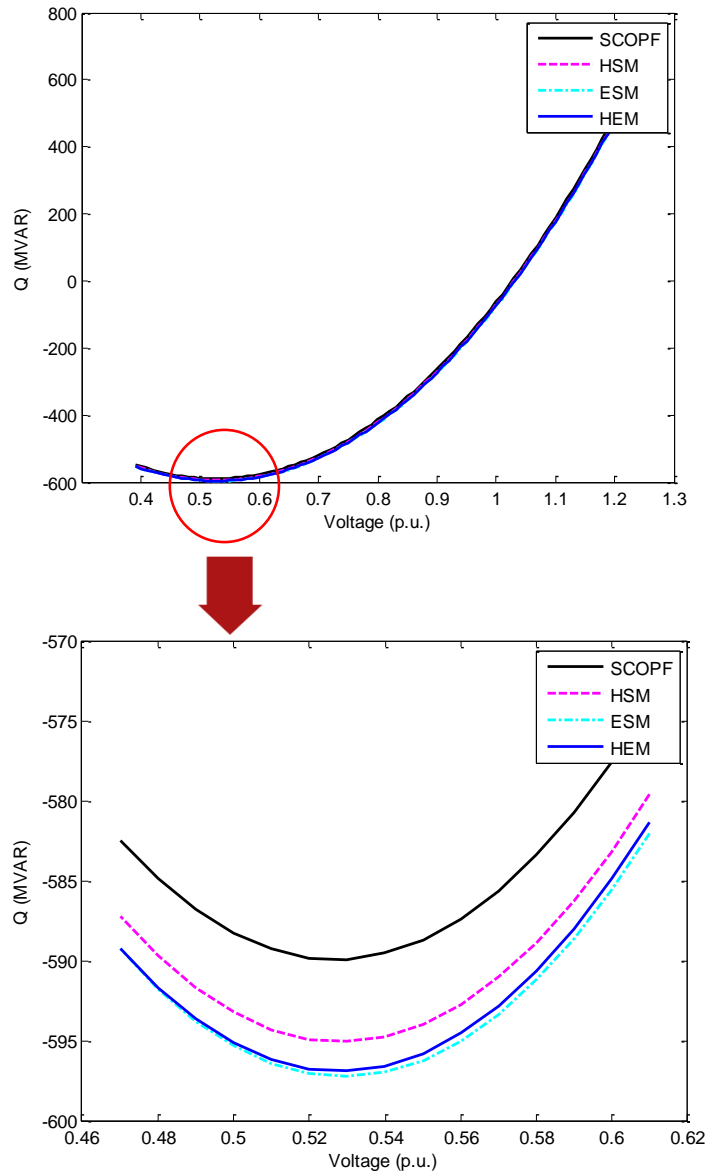 800
600
400
200
0
-200
-400
-600
Q (MVAR)
0.4 0.5 0.6 0.7 0.8 0.9 1 1.1 1.2 1.3
Voltage (p.u.)
SCOPF
HSM
ESM
HEM
-570
-575
-580
-585
-590
-595
-600
Q (MVAR)
0.46 0.48 0.5 0.52 0.54 0.56 0.58 0.6 0.62
Voltage (p.u.)
SCOPF
HSM
ESM
HEM